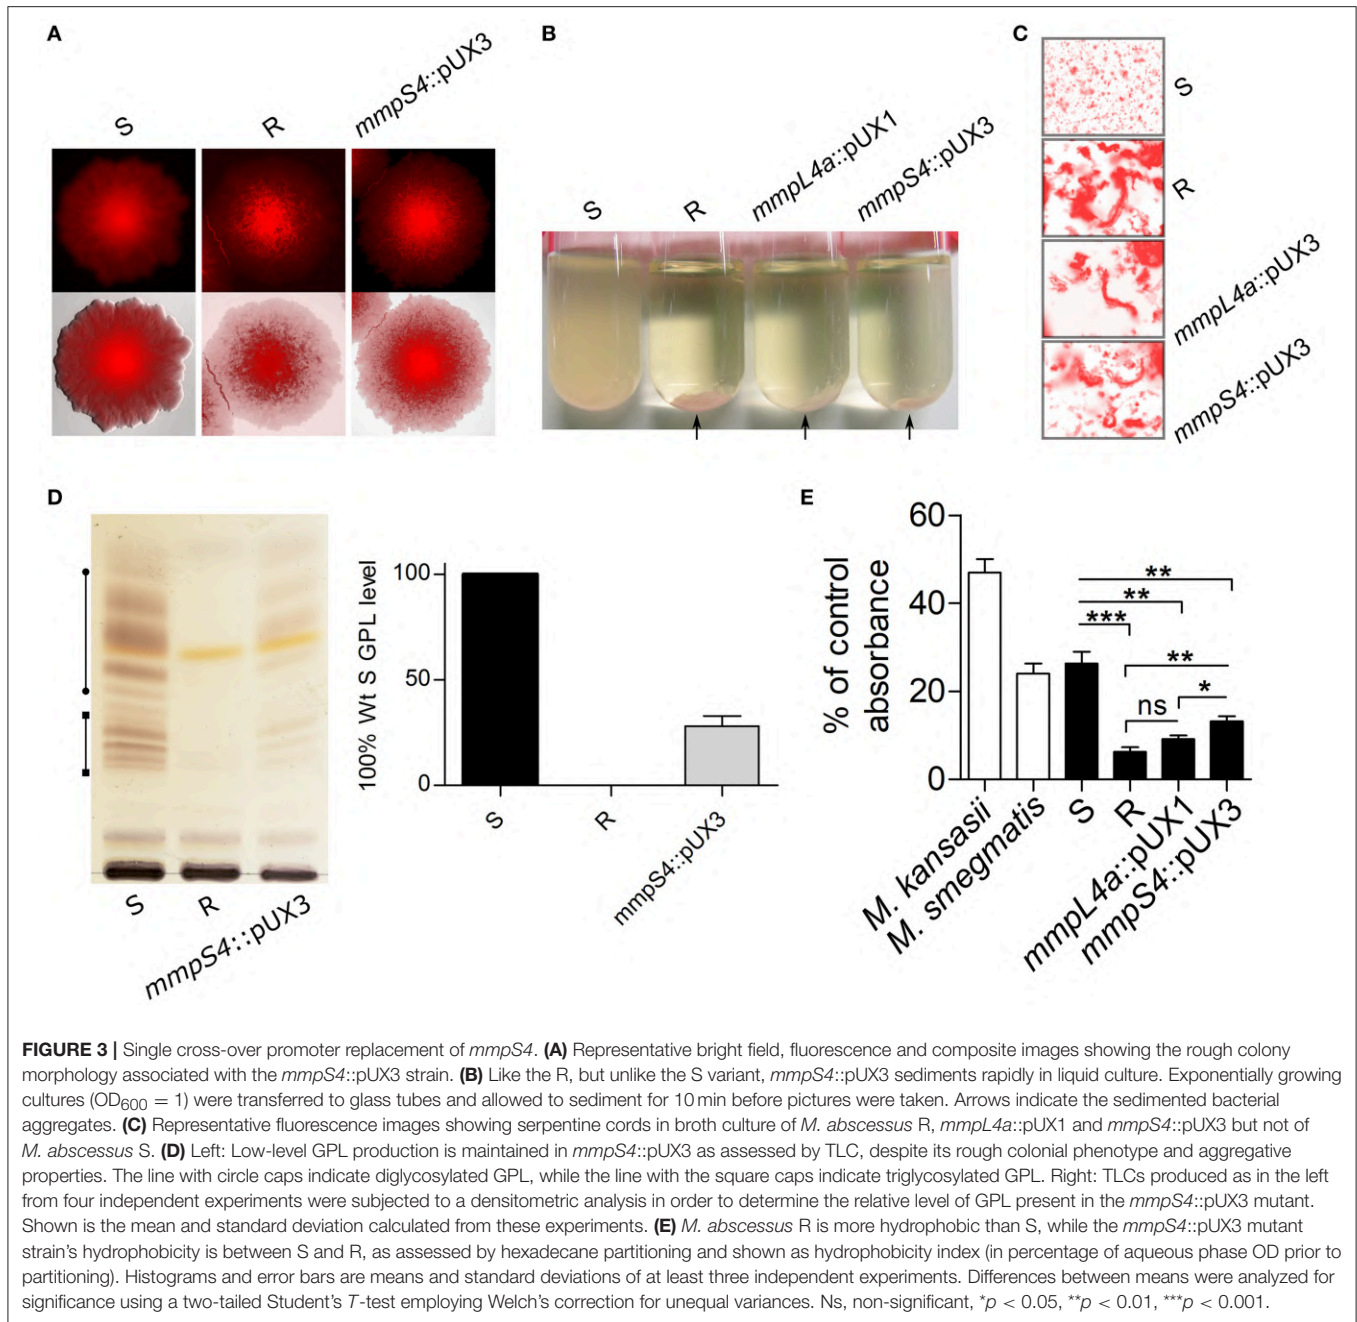 A
S
R
mmpS4::pUX3
B
S
R
mmpL4a::pUX1
mmpS4::pUX3
C
S
R
mmpL4a::pUX3
mmpS4::pUX3
D
S
R
mmpS4::pUX3
100% Wt S GPL level
100
50
0
S
R
mmpS4::pUX3
E
% of control
absorbance
60
40
20
0
**
**
***
**
*
ns
M. kansasii
M. smegmatis
S
R
mmpL4a::pUX1
mmpS4::pUX3
FIGURE 3 | Single cross-over promoter replacement of mmpS4. (A) Representative bright field, fluorescence and composite images showing the rough colony
morphology associated with the mmpS4::pUX3 strain. (B) Like the R, but unlike the S variant, mmpS4::pUX3 sediments rapidly in liquid culture. Exponentially growing
cultures (OD600 = 1) were transferred to glass tubes and allowed to sediment for 10 min before pictures were taken. Arrows indicate the sedimented bacterial
aggregates. (C) Representative fluorescence images showing serpentine cords in broth culture of M. abscessus R, mmpL4a::pUX1 and mmpS4::pUX3 but not of
M. abscessus S. (D) Left: Low-level GPL production is maintained in mmpS4::pUX3 as assessed by TLC, despite its rough colonial phenotype and aggregative
properties. The line with circle caps indicate diglycosylated GPL, while the line with the square caps indicate triglycosylated GPL. Right: TLCs produced as in the left
from four independent experiments were subjected to a densitometric analysis in order to determine the relative level of GPL present in the mmpS4::pUX3 mutant.
Shown is the mean and standard deviation calculated from these experiments. (E) M. abscessus R is more hydrophobic than S, while the mmpS4::pUX3 mutant
strain's hydrophobicity is between S and R, as assessed by hexadecane partitioning and shown as hydrophobicity index (in percentage of aqueous phase OD prior to
partitioning). Histograms and error bars are means and standard deviations of at least three independent experiments. Differences between means were analyzed for
significance using a two-tailed Student's T-test employing Welch's correction for unequal variances. Ns, non-significant, *p < 0.05, **p < 0.01, ***p < 0.001.